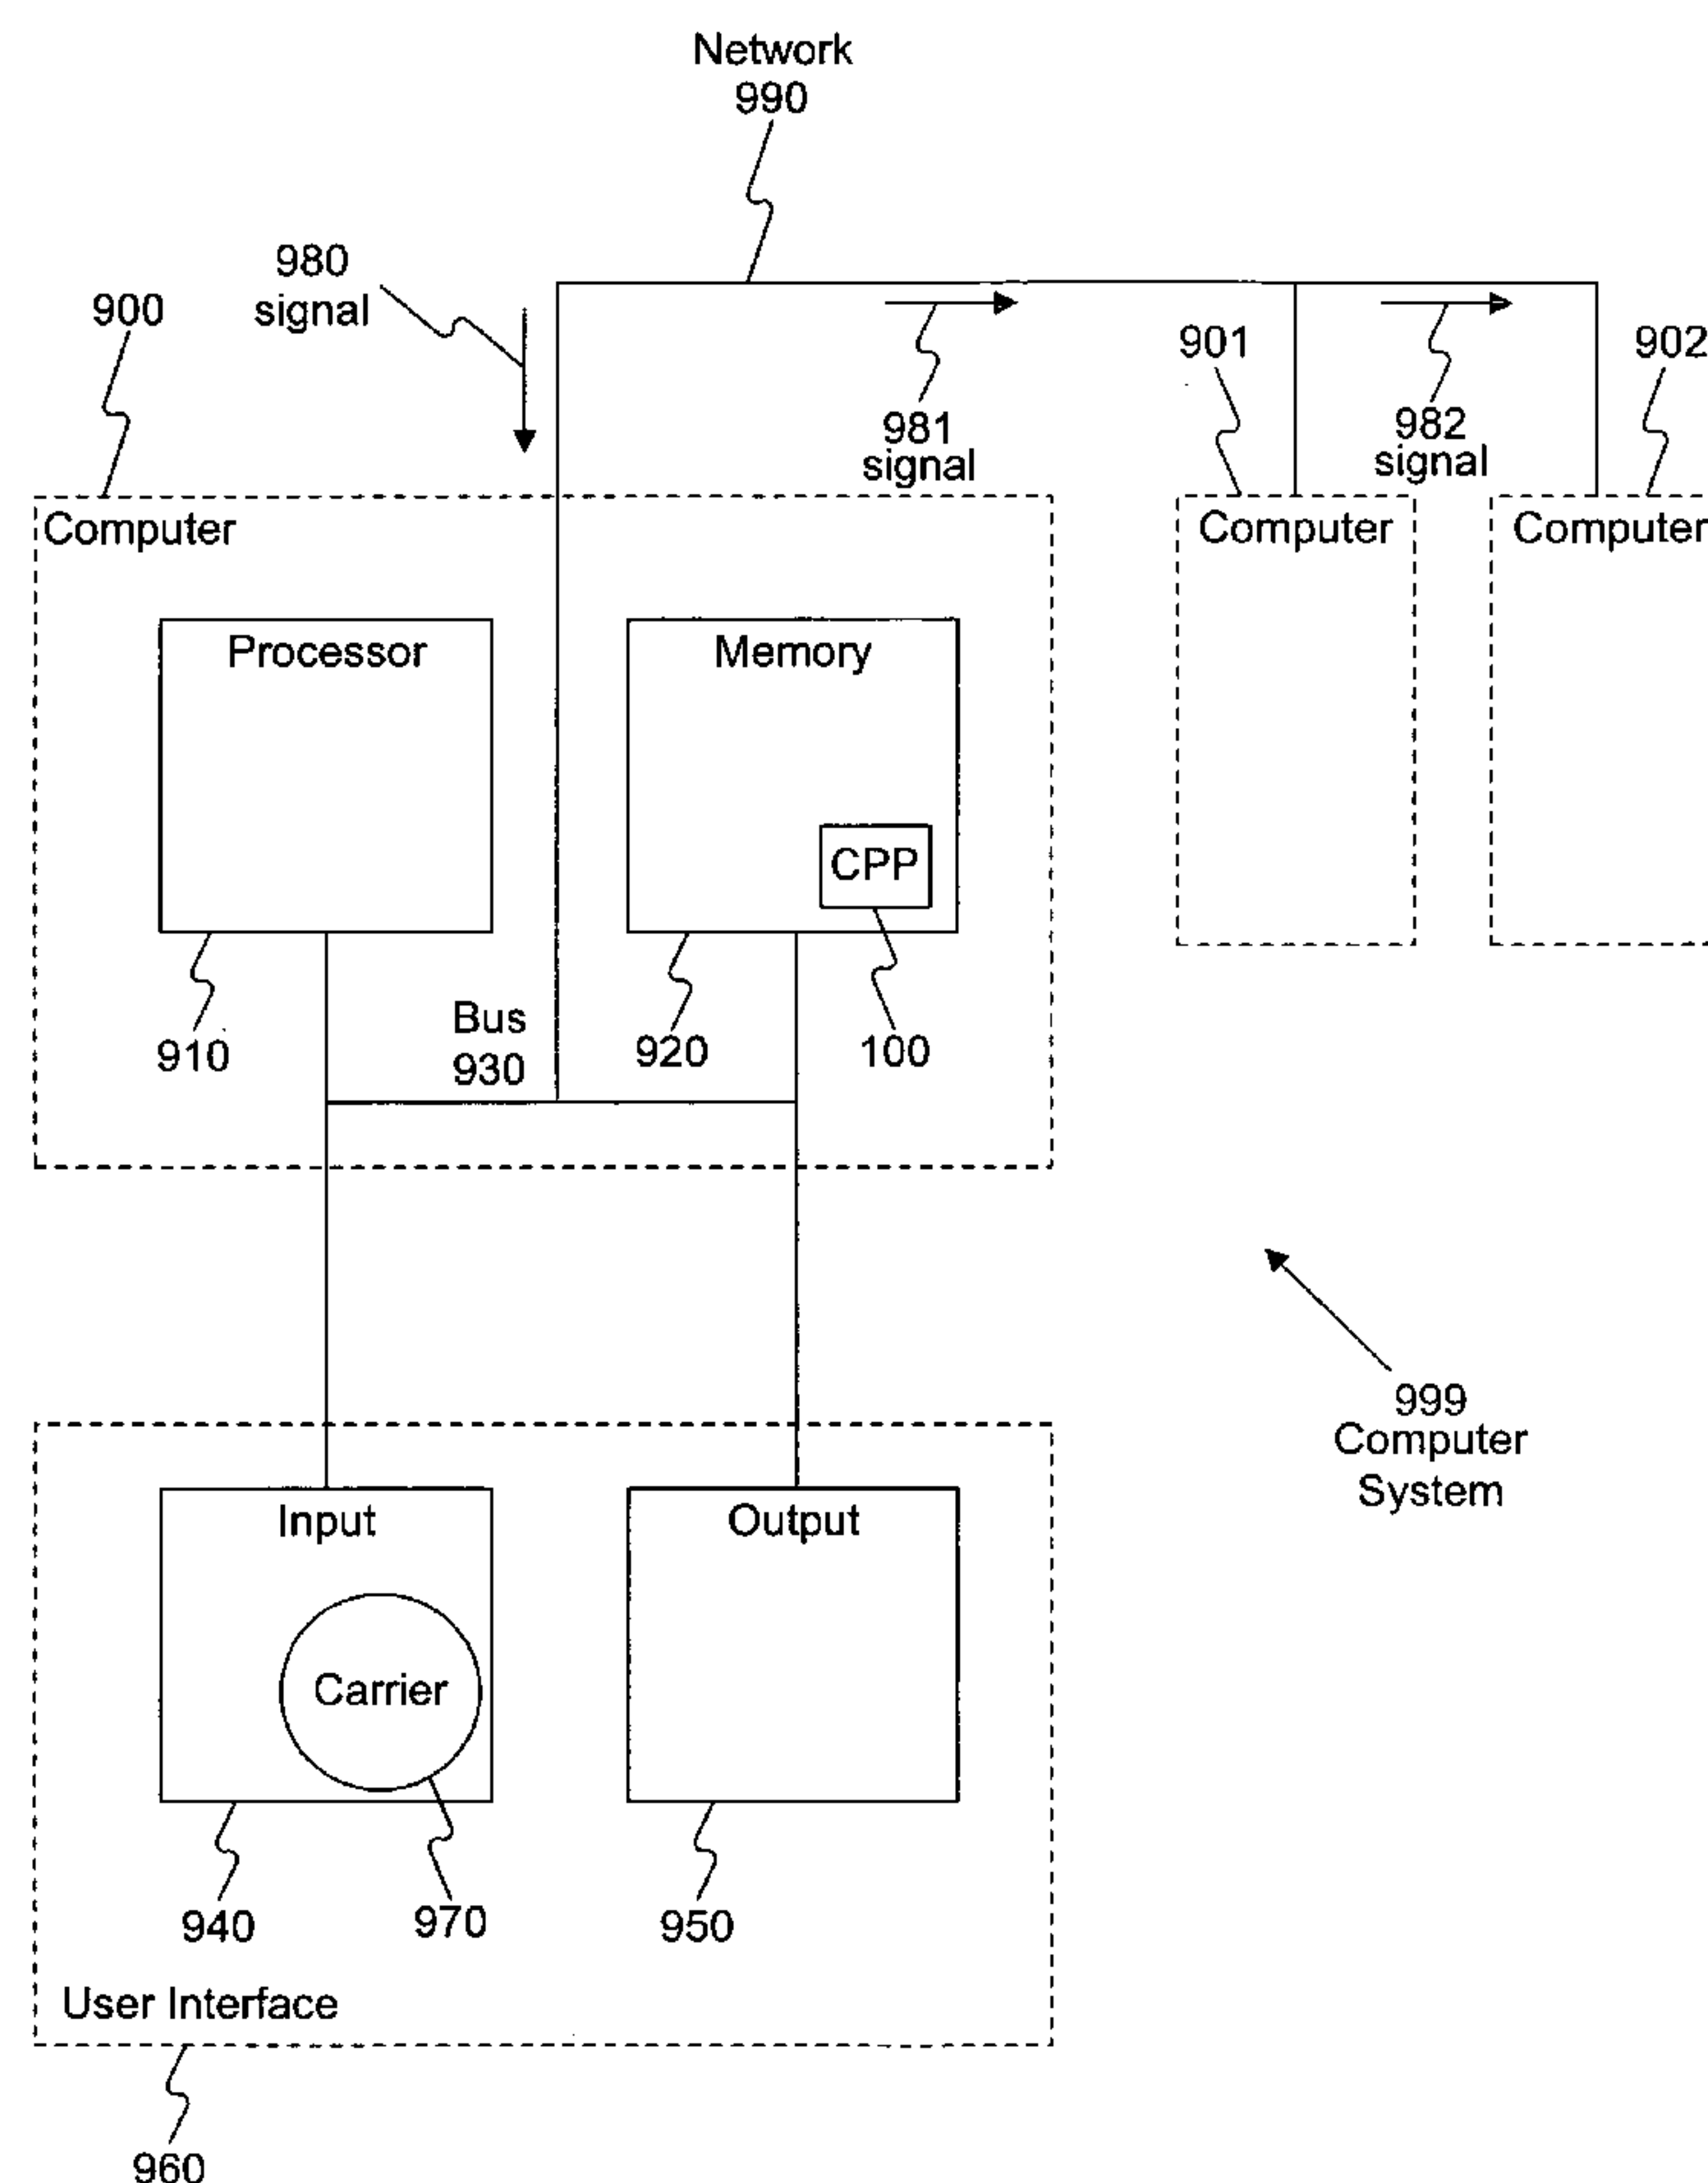 Network
990
980
signal
900
981
signal
901
982
signal
902
Computer
Computer
Computer
Processor
Memory
CPP
910
Bus
930
920
100
999
Computer
System
Input
Output
Carrier
940
970
950
User Interface
960